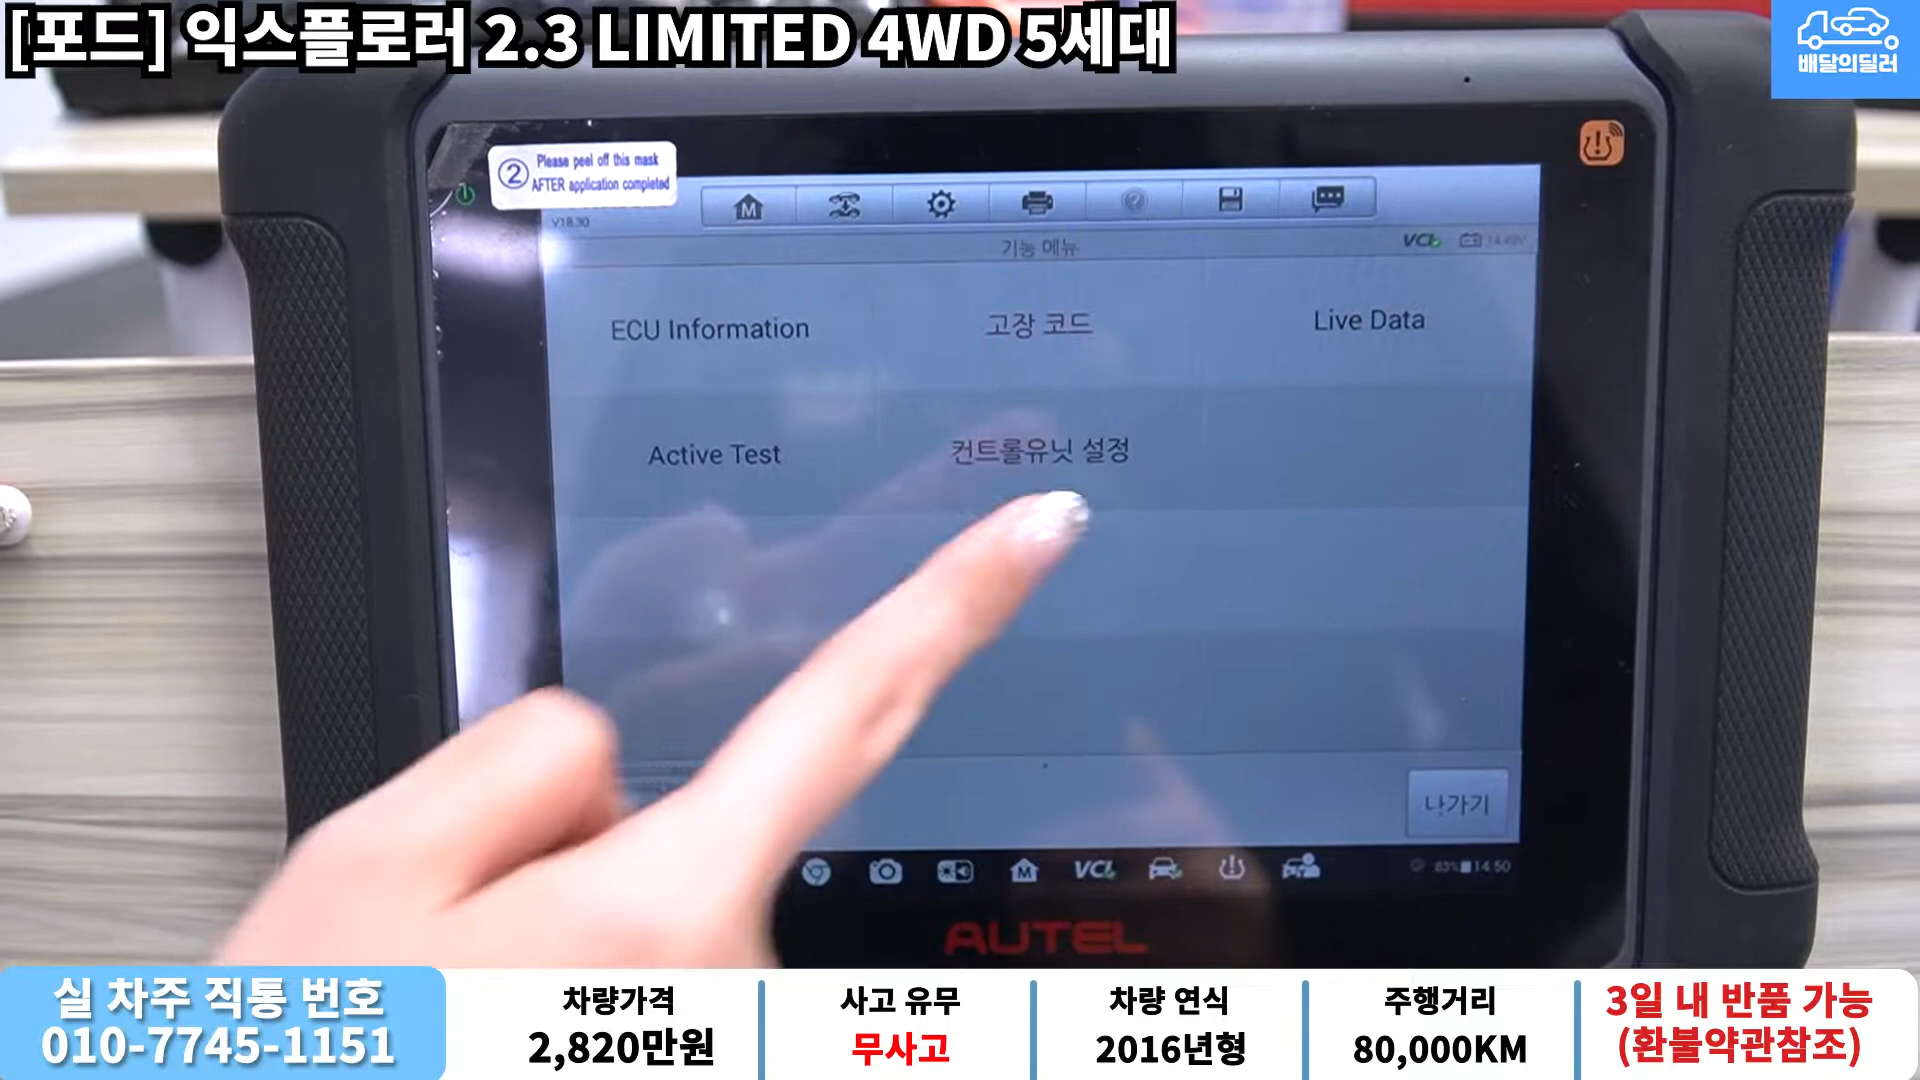 [포드] 익스플로러 2.3 LIMITED 4WD 5세대
배달의딜러
② Please peel off this mask
AFTER application completed
V18.30
M
기능 메뉴
VCI
ECU Information
고장 코드
Live Data
Active Test
컨트롤유닛 설정
나가기
M
VCI
83%
14:50
AUTEL
실 차주 직통 번호
010-7745-1151
차량가격
2,820만원
사고 유무
무사고
차량 연식
2016년형
주행거리
80,000KM
3일 내 반품 가능
(환불약관참조)